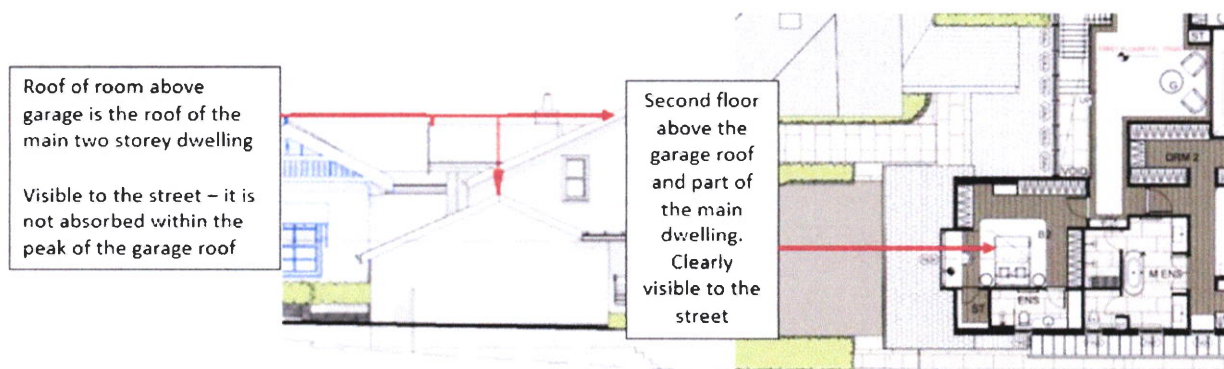 Roof of room above
garage is the roof of the
main two storey dwelling
Visible to the street – it is
not absorbed within the
peak of the garage roof
Second floor
above the
garage roof
and part of
the main
dwelling.
Clearly
visible to the
street
ST
G
DRM 2
VOID
B2
M ENS
ENS
ST